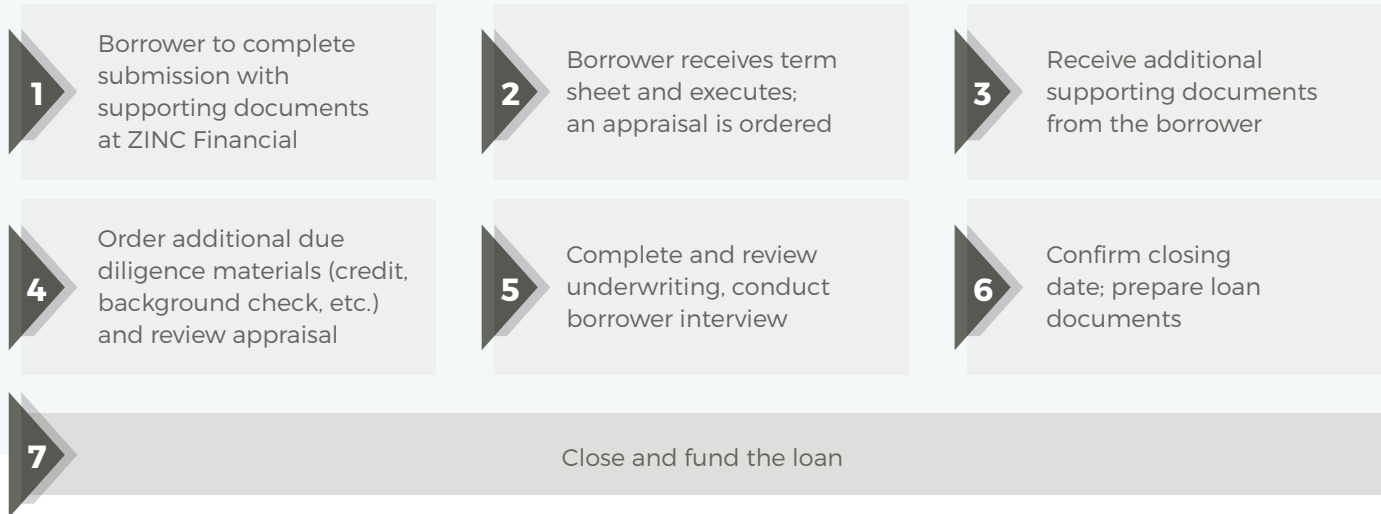 1
Borrower to complete
submission with
supporting documents
at ZINC Financial
2
Borrower receives term
sheet and executes;
an appraisal is ordered
3
Receive additional
supporting documents
from the borrower
4
Order additional due
diligence materials (credit,
background check, etc.)
and review appraisal
5
Complete and review
underwriting, conduct
borrower interview
6
Confirm closing
date; prepare loan
documents
7
Close and fund the loan